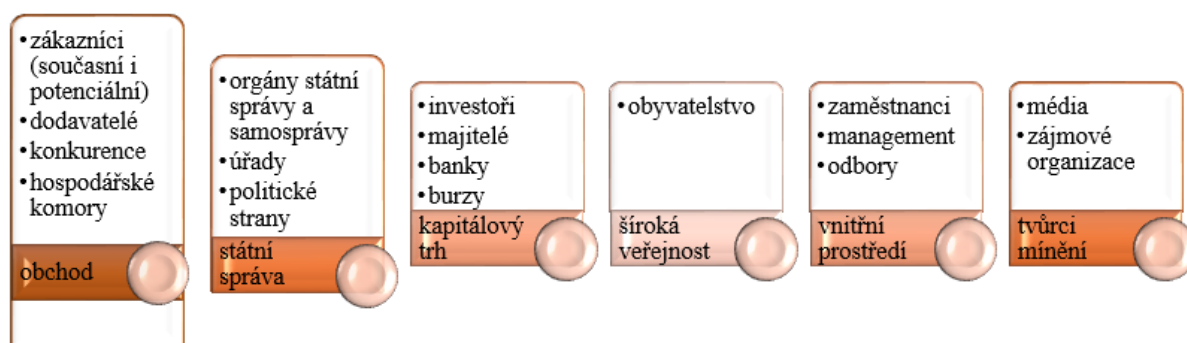 •zákazníci
(současní i
potenciální)
•dodavatelé
•konkurence
•hospodářské
komory
obchod
•orgány státní
správy a
samosprávy
•úřady
•politické
strany
státní
správa
•investoři
•majitelé
•banky
•burzy
kapitálový
trh
•obyvatelstvo
šíroká
veřejnost
•zaměstnanci
•management
•odbory
vnitřní
prostředí
•média
•zájmové
organizace
tvůrci
mínění